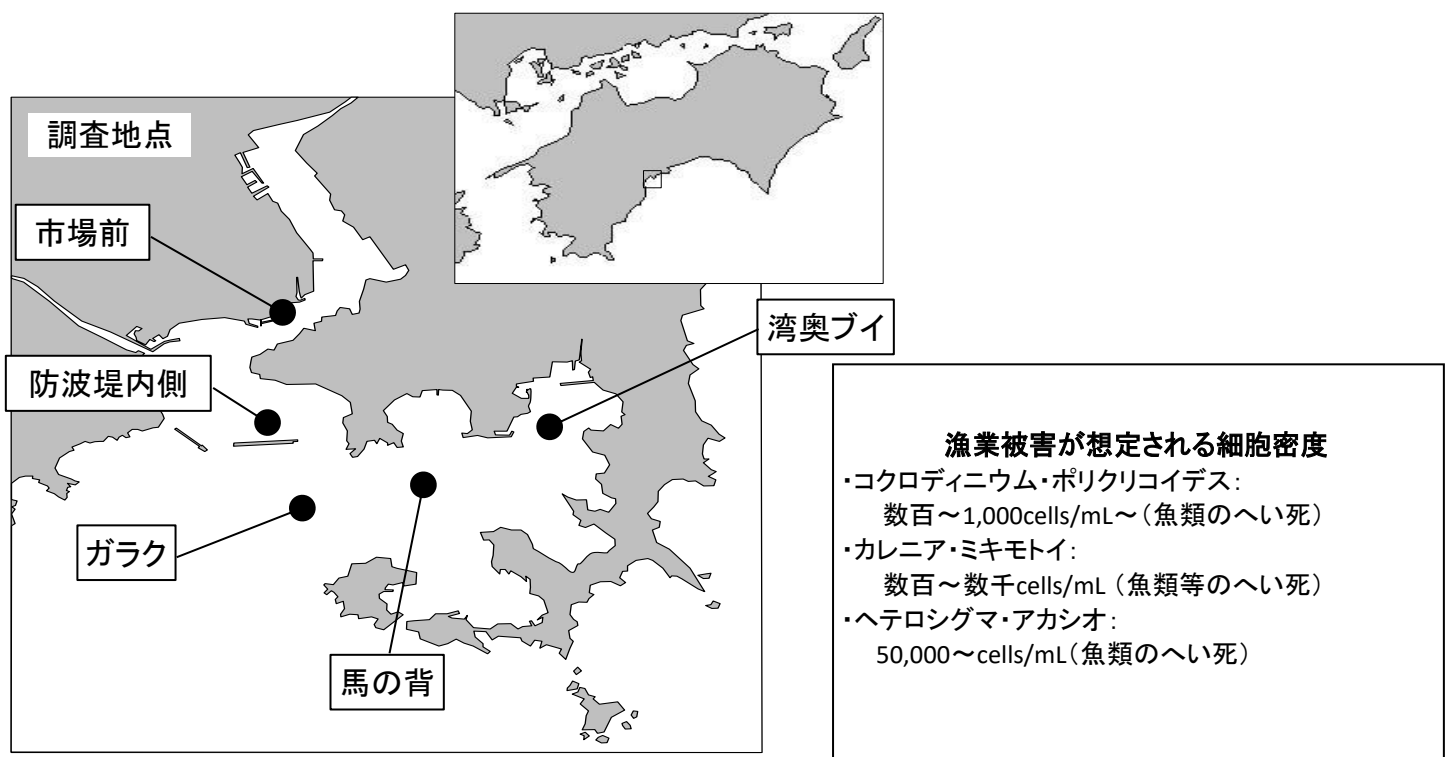 調査地点
市場前
湾奥ブイ
防波堤内側
ガラク
馬の背
漁業被害が想定される細胞密度
・コクロディニウム・ポリクリコイデス:
数百~1,000cells/mL~(魚類のへい死)
・カレニア・ミキモトイ:
数百~数千cells/mL (魚類等のへい死)
・ヘテロシグマ・アカシオ:
50,000~cells/mL(魚類のへい死)